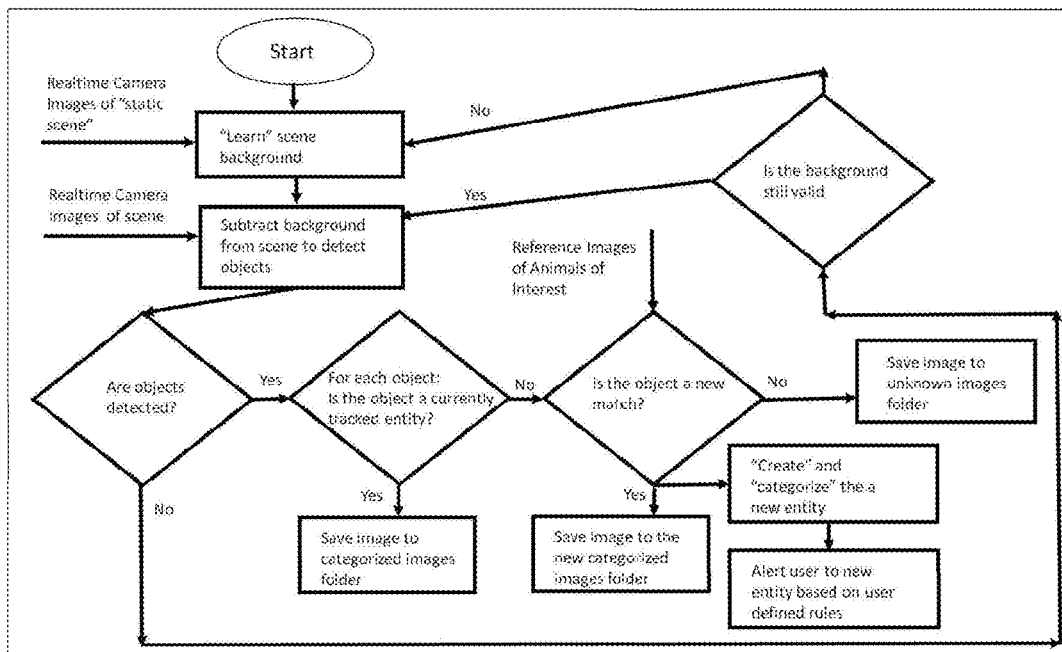 Start
Realtime Camera
Images of "static
scene"
"Learn" scene
background
No
Is the background
still valid
Realtime Camera
Images of scene
Yes
Subtract background
from scene to detect
objects
Reference Images
of Animals of
Interest
Are objects
detected?
Yes
For each object:
Is the object a currently
tracked entity?
No
Is the object a new
match?
No
Save image to
unknown images
folder
No
Yes
Yes
"Create" and
"categorize" the a
new entity
Save image to
categorized images
folder
Save image to the
new categorized
images folder
Alert user to new
entity based on user
defined rules